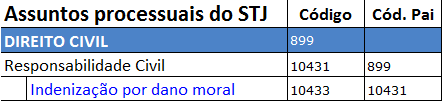 Assuntos processuais do STJ Código Cód. Pai
DIREITO CIVIL 899
Responsabilidade Civil 10431 899
Indenização por dano moral 10433 10431